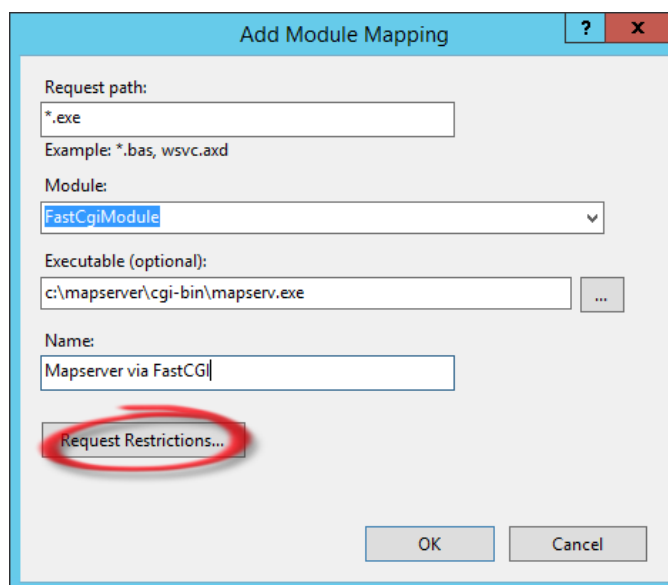 Add Module Mapping
? x
Request path:
*.exe
Example: *.bas, wsvc.axd
Module:
FastCgiModule
Executable (optional):
c:\mapserver\cgi-bin\mapserv.exe
...
Name:
Mapserver via FastCGI
Request Restrictions...
OK
Cancel